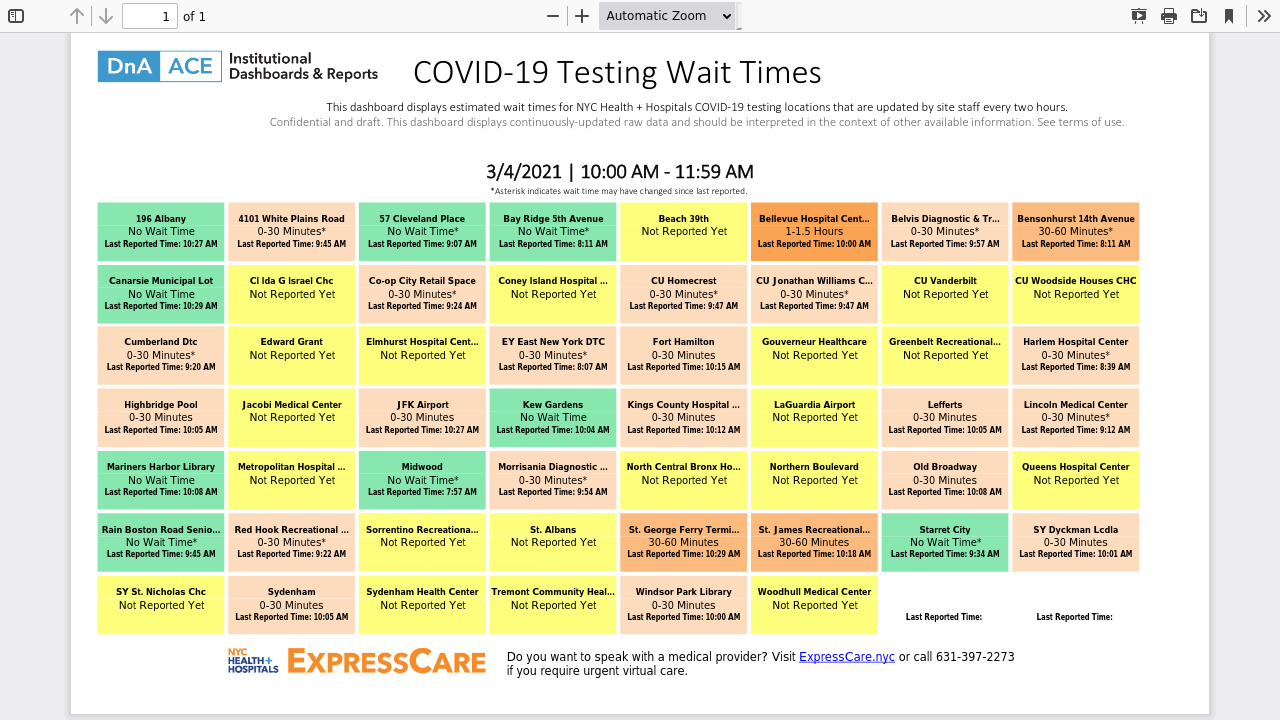 1 of 1
Automatic Zoom
DnA ACE Institutional
Dashboards & Reports
COVID-19 Testing Wait Times
This dashboard displays estimated wait times for NYC Health + Hospitals COVID-19 testing locations that are updated by site staff every two hours.
Confidential and draft. This dashboard displays continuously-updated raw data and should be interpreted in the context of other available information. See terms of use.
3/4/2021 | 10:00 AM - 11:59 AM
*Asterisk indicates wait time may have changed since last reported.
196 Albany
No Wait Time
Last Reported Time: 10:27 AM
4101 White Plains Road
0-30 Minutes*
Last Reported Time: 9:45 AM
57 Cleveland Place
No Wait Time*
Last Reported Time: 9:07 AM
Bay Ridge 5th Avenue
No Wait Time*
Last Reported Time: 8:11 AM
Beach 39th
Not Reported Yet
Bellevue Hospital Cent...
1-1.5 Hours
Last Reported Time: 10:00 AM
Belvis Diagnostic & Tr...
0-30 Minutes*
Last Reported Time: 9:57 AM
Bensonhurst 14th Avenue
30-60 Minutes*
Last Reported Time: 8:11 AM
Canarsie Municipal Lot
No Wait Time
Last Reported Time: 10:29 AM
Cl Ida G Israel Chc
Not Reported Yet
Co-op City Retail Space
0-30 Minutes*
Last Reported Time: 9:24 AM
Coney Island Hospital ...
Not Reported Yet
CU Homecrest
0-30 Minutes*
Last Reported Time: 9:47 AM
CU Jonathan Williams C...
0-30 Minutes*
Last Reported Time: 9:47 AM
CU Vanderbilt
Not Reported Yet
CU Woodside Houses CHC
Not Reported Yet
Cumberland Dtc
0-30 Minutes*
Last Reported Time: 9:20 AM
Edward Grant
Not Reported Yet
Elmhurst Hospital Cent...
Not Reported Yet
EY East New York DTC
0-30 Minutes*
Last Reported Time: 8:07 AM
Fort Hamilton
0-30 Minutes
Last Reported Time: 10:15 AM
Gouverneur Healthcare
Not Reported Yet
Greenbelt Recreational...
Not Reported Yet
Harlem Hospital Center
0-30 Minutes*
Last Reported Time: 8:39 AM
Highbridge Pool
0-30 Minutes
Last Reported Time: 10:05 AM
Jacobi Medical Center
Not Reported Yet
JFK Airport
0-30 Minutes
Last Reported Time: 10:27 AM
Kew Gardens
No Wait Time
Last Reported Time: 10:04 AM
Kings County Hospital ...
0-30 Minutes
Last Reported Time: 10:12 AM
LaGuardia Airport
Not Reported Yet
Lefferts
0-30 Minutes
Last Reported Time: 10:05 AM
Lincoln Medical Center
0-30 Minutes*
Last Reported Time: 9:12 AM
Mariners Harbor Library
No Wait Time
Last Reported Time: 10:08 AM
Metropolitan Hospital ...
Not Reported Yet
Midwood
No Wait Time*
Last Reported Time: 7:57 AM
Morrisania Diagnostic ...
0-30 Minutes*
Last Reported Time: 9:54 AM
North Central Bronx Ho...
Not Reported Yet
Northern Boulevard
Not Reported Yet
Old Broadway
0-30 Minutes
Last Reported Time: 10:08 AM
Queens Hospital Center
Not Reported Yet
Rain Boston Road Senio...
No Wait Time*
Last Reported Time: 9:45 AM
Red Hook Recreational ...
0-30 Minutes*
Last Reported Time: 9:22 AM
Sorrentino Recreationa...
Not Reported Yet
St. Albans
Not Reported Yet
St. George Ferry Termi...
30-60 Minutes
Last Reported Time: 10:29 AM
St. James Recreational...
30-60 Minutes
Last Reported Time: 10:18 AM
Starret City
No Wait Time*
Last Reported Time: 9:34 AM
SY Dyckman Lcdla
0-30 Minutes
Last Reported Time: 10:01 AM
SY St. Nicholas Chc
Not Reported Yet
Sydenham
0-30 Minutes
Last Reported Time: 10:05 AM
Sydenham Health Center
Not Reported Yet
Tremont Community Heal...
Not Reported Yet
Windsor Park Library
0-30 Minutes
Last Reported Time: 10:00 AM
Woodhull Medical Center
Not Reported Yet
Last Reported Time:
Last Reported Time:
NYC
HEALTH+
HOSPITALS
EXPRESSCARE
Do you want to speak with a medical provider? Visit ExpressCare.nyc or call 631-397-2273
if you require urgent virtual care.